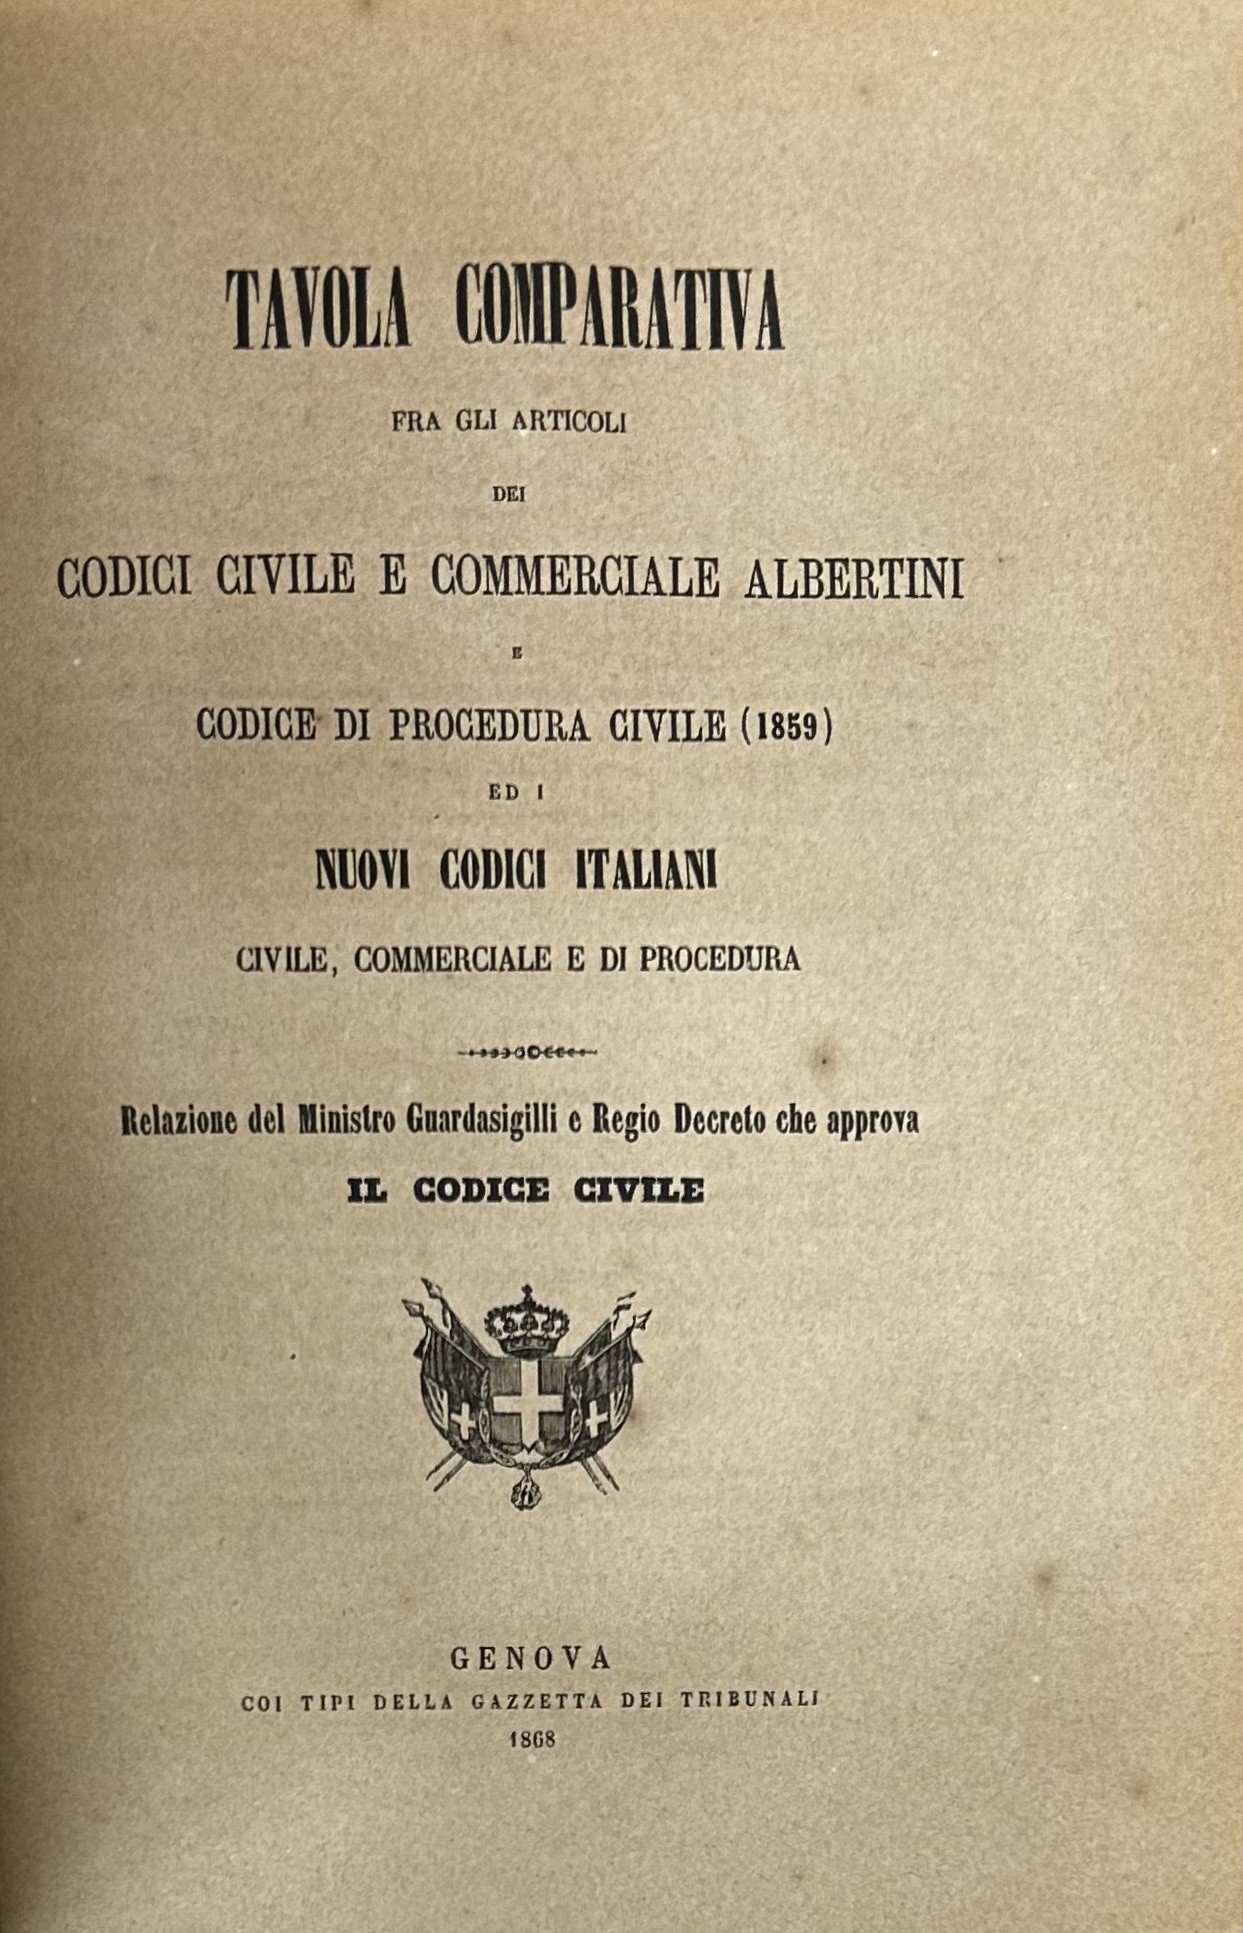 TAVOLA COMPARATIVA
FRA GLI ARTICOLI
DEI
CODICI CIVILE E COMMERCIALE ALBERTINI
E
CODICE DI PROCEDURA CIVILE (1859)
ED I
NUOVI CODICI ITALIANI
CIVILE, COMMERCIALE E DI PROCEDURA
Relazione del Ministro Guardasigilli e Regio Decreto che approva
IL CODICE CIVILE
GENOVA
COI TIPI DELLA GAZZETTA DEI TRIBUNALI
1868